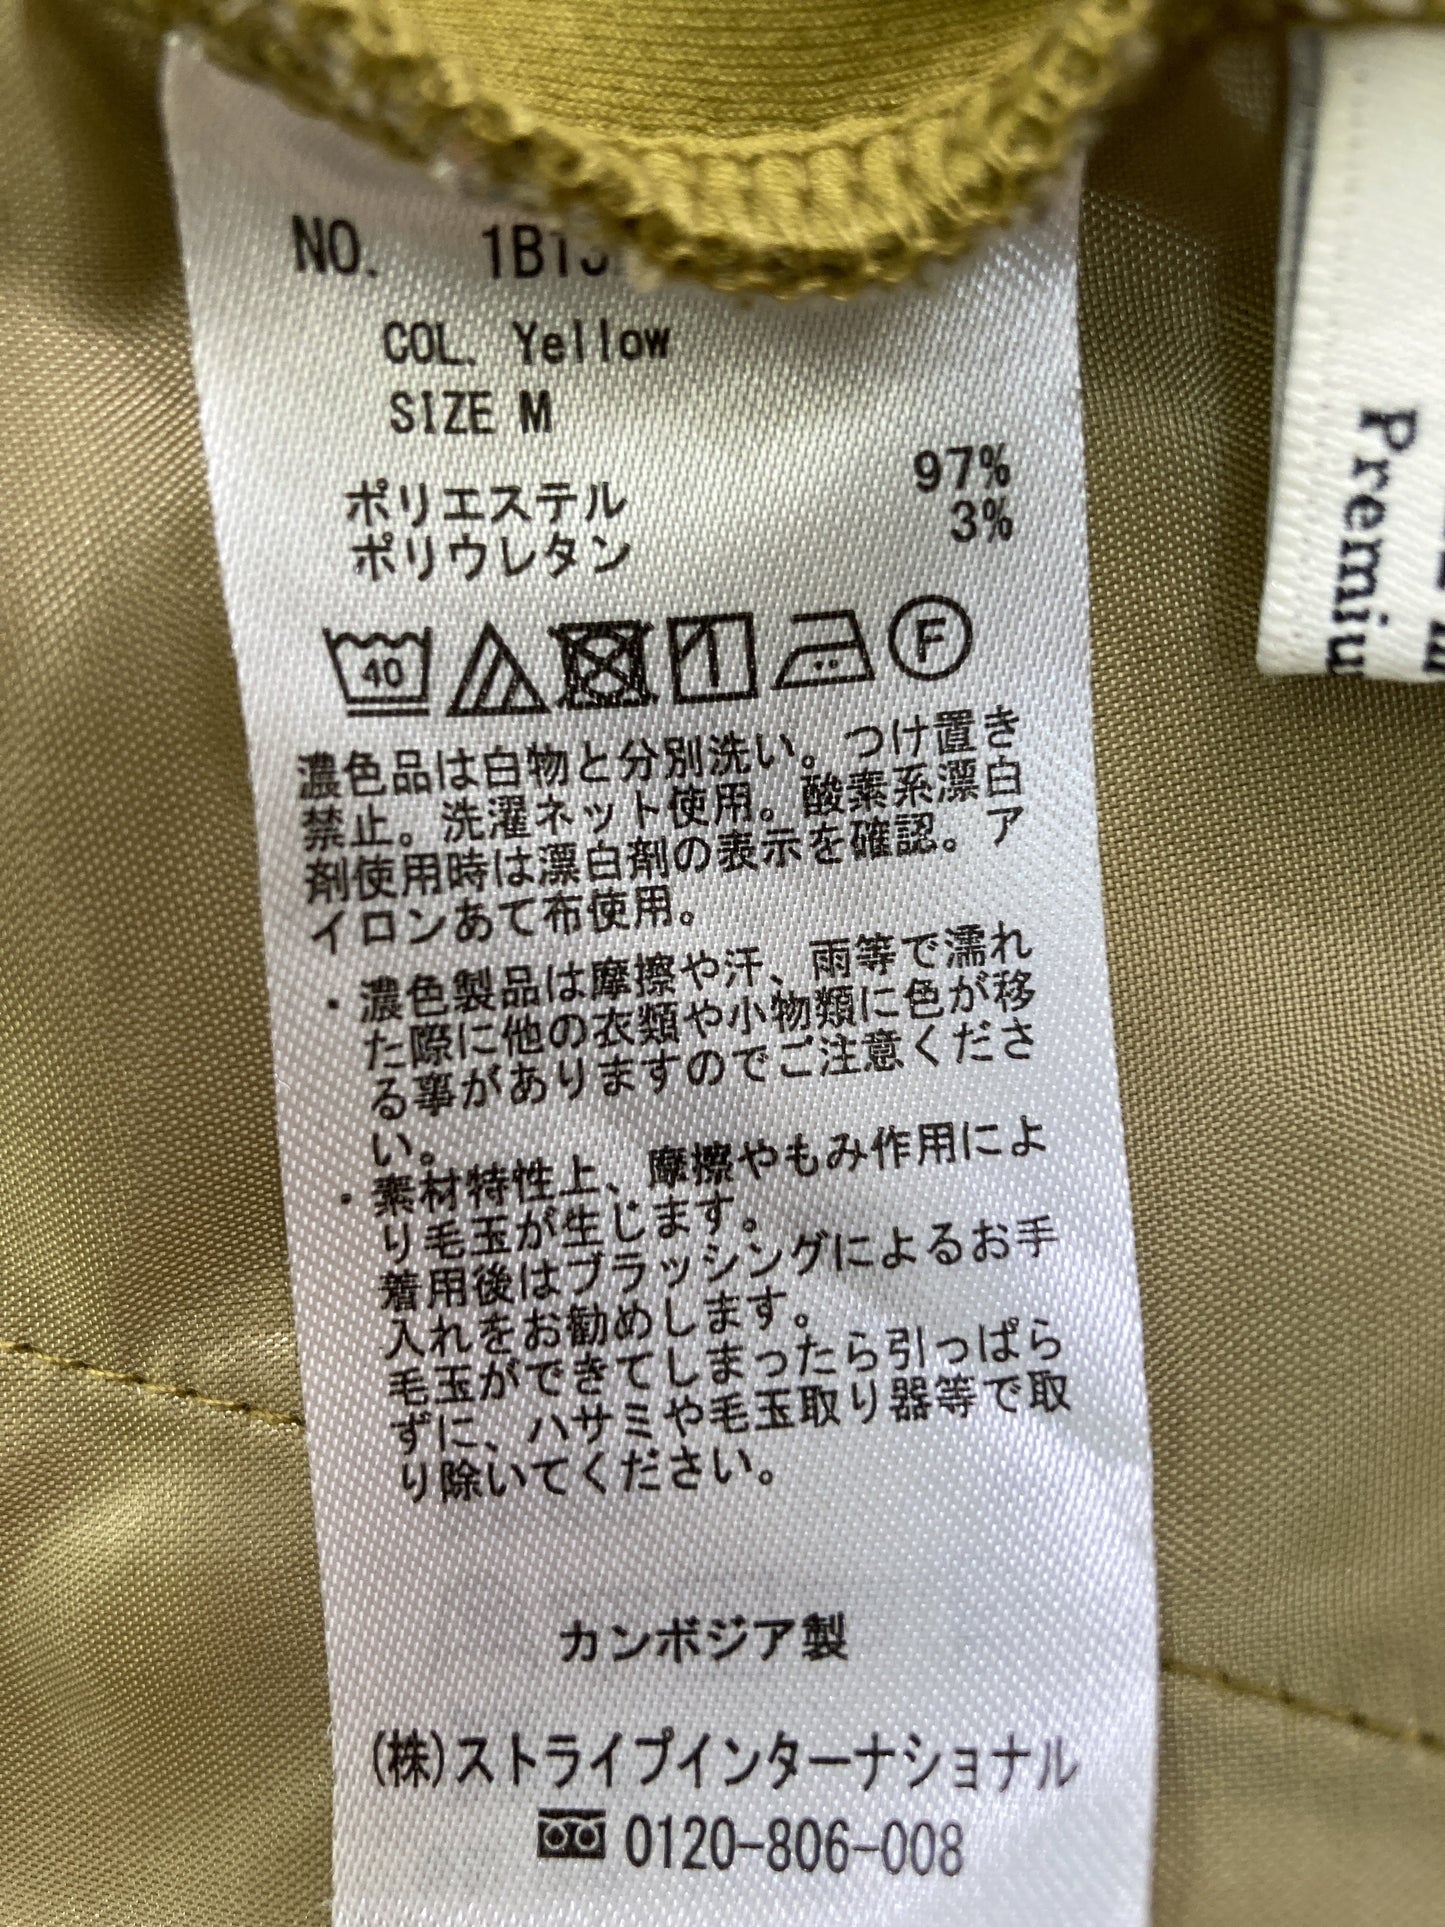 NO. 1B13
COL. Yellow
SIZE M
ポリエステル 97%
ポリウレタン 3%
40 F
濃色品は白物と分別洗い。つけ置き
禁止。洗濯ネット使用。酸素系漂白
剤使用時は漂白剤の表示を確認。ア
イロンあて布使用。
・濃色製品は摩擦や汗、雨等で濡れ
た際に他の衣類や小物類に色が移
る事がありますのでご注意くださ
い。
・素材特性上、摩擦やもみ作用によ
り毛玉が生じます。
着用後はブラッシングによるお手
入れをお勧めします。
毛玉ができてしまったら引っぱら
ずに、ハサミや毛玉取り器等で取
り除いてください。
カンボジア製
(株)ストライプインターナショナル
0120-806-008